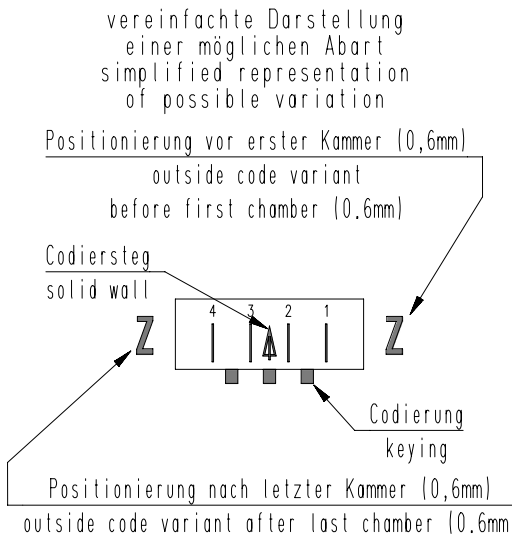 vereinfachte Darstellung
einer möglichen Abart
simplified representation
of possible variation
Positionierung vor erster Kammer (0,6mm)
outside code variant
before first chamber (0.6mm)
Codiersteg
solid wall
4 3 2 1
Z Z
Codierung
keying
Positionierung nach letzter Kammer (0,6mm)
outside code variant after last chamber (0.6mm